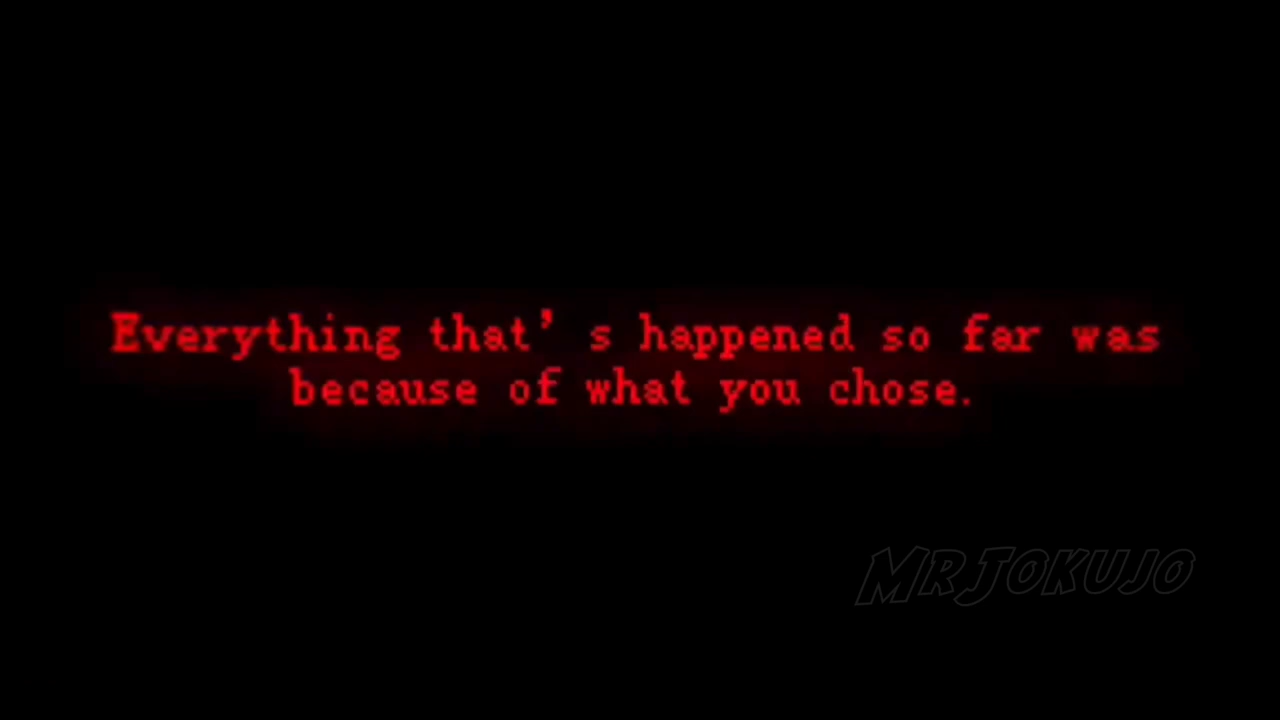 Everything that’s happened so far was
because of what you chose.
MRJOKUJO